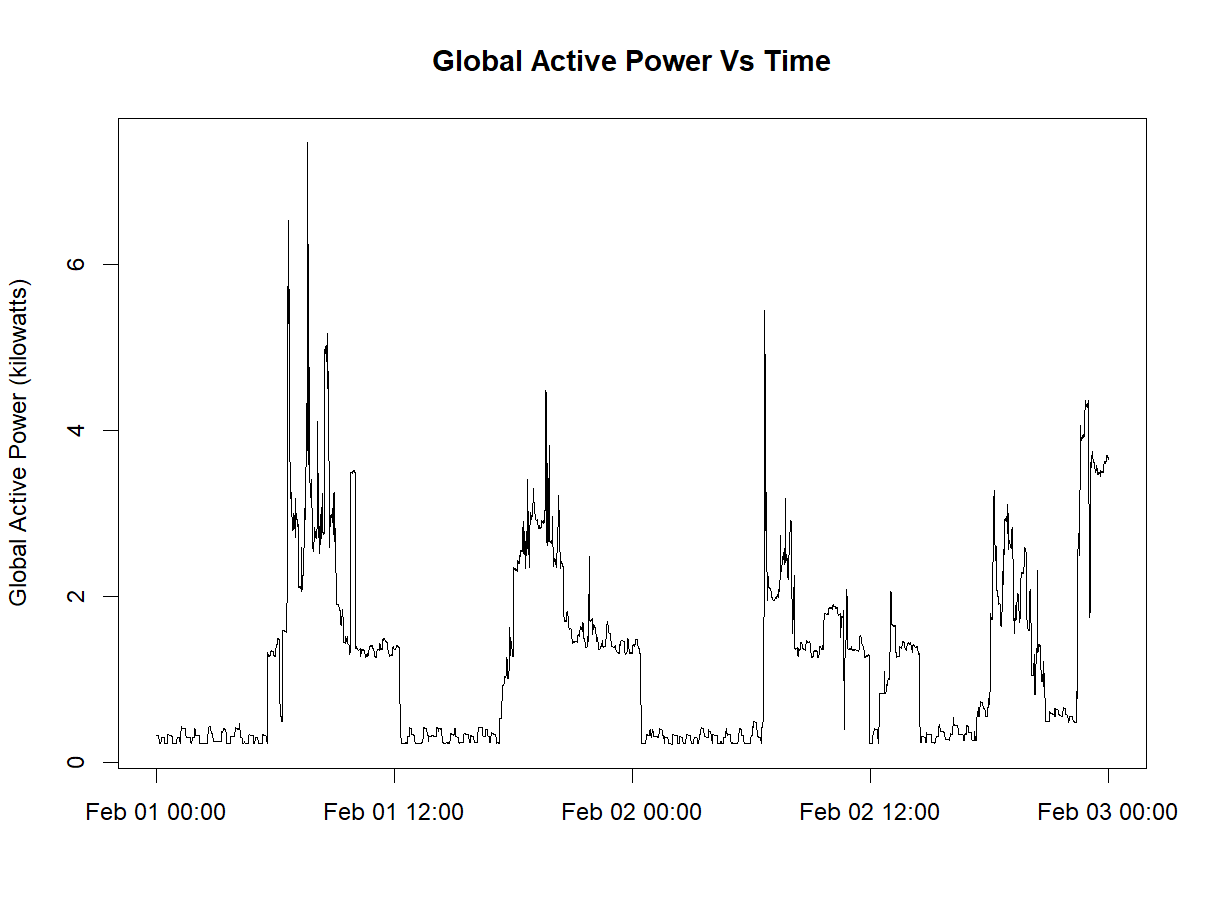 Global Active Power Vs Time
Global Active Power (kilowatts)
6
4
2
0
Feb 01 00:00
Feb 01 12:00
Feb 02 00:00
Feb 02 12:00
Feb 03 00:00